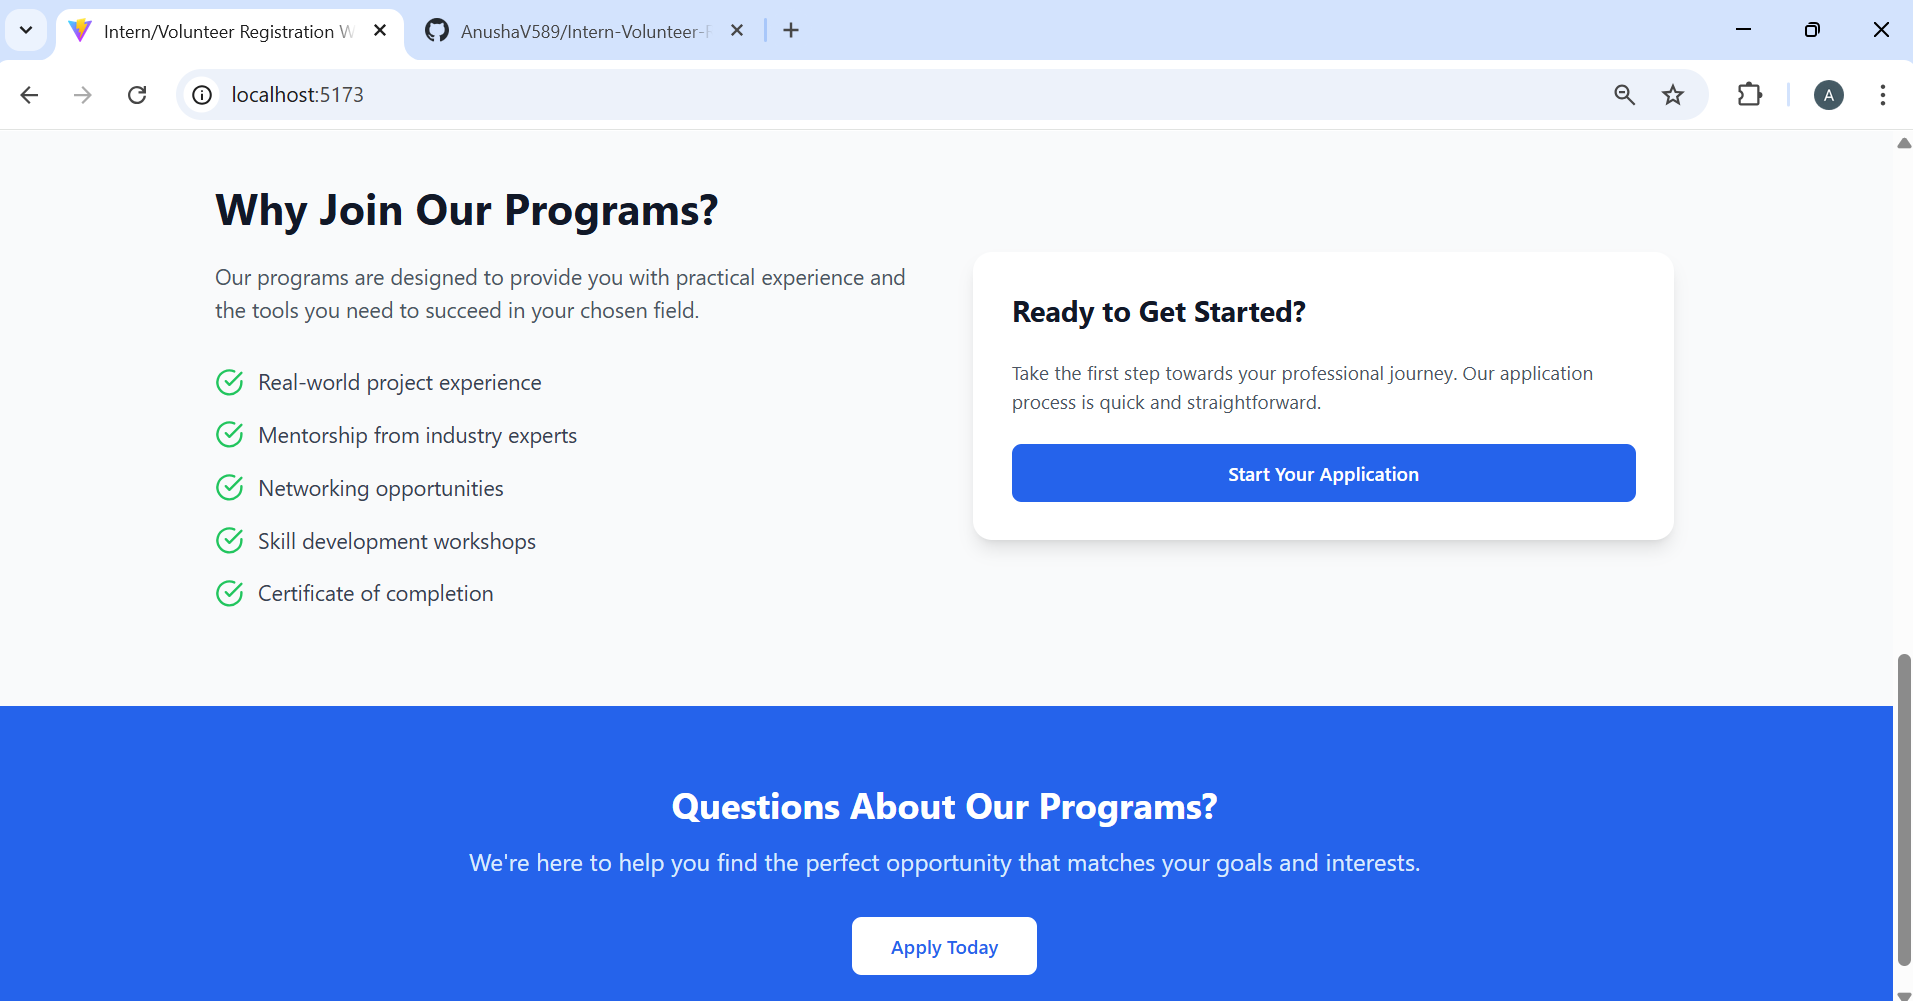 Intern/Volunteer Registration W
AnushaV589/Intern-Volunteer-
localhost:5173
A
Why Join Our Programs?
Our programs are designed to provide you with practical experience and
the tools you need to succeed in your chosen field.
Real-world project experience
Mentorship from industry experts
Networking opportunities
Skill development workshops
Certificate of completion
Ready to Get Started?
Take the first step towards your professional journey. Our application
process is quick and straightforward.
Start Your Application
Questions About Our Programs?
We're here to help you find the perfect opportunity that matches your goals and interests.
Apply Today